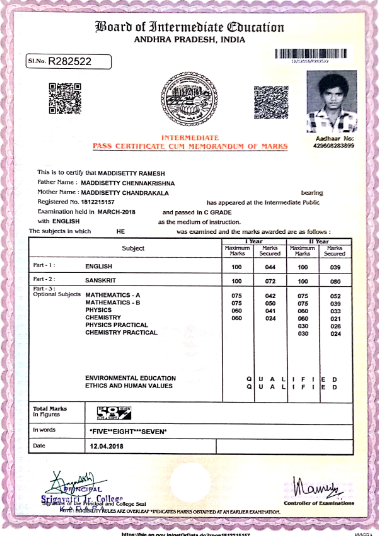 Board of Intermediate Education
ANDHRA PRADESH, INDIA
Sl.No. R282522
INTERMEDIATE
PASS CERTIFICATE CUM MEMORANDUM OF MARKS
Aadhaar No:
429608283899
This is to certify that MADDISETTY RAMESH
Father Name : MADDISETTY CHENNAKRISHNA
Mother Name : MADDISETTY CHANDRAKALA bearing
Registered No. 1812215157 has appeared at the Intermediate Public
Examination held in MARCH-2018 and passed in C GRADE
with ENGLISH as the medium of instruction.
The subjects in which HE was examined and the marks awarded are as follows :
Subject I Year II Year
Maximum Marks Marks Secured Maximum Marks Marks Secured
Part - 1 : ENGLISH 100 044 100 039
Part - 2 : SANSKRIT 100 072 100 080
Part - 3 :
Optional Subjects MATHEMATICS - A 075 042 075 052
MATHEMATICS - B 075 050 075 039
PHYSICS 060 041 060 033
CHEMISTRY 060 024 060 021
PHYSICS PRACTICAL 030 026
CHEMISTRY PRACTICAL 030 024
ENVIRONMENTAL EDUCATION Q U A L I F I E D
ETHICS AND HUMAN VALUES Q U A L I F I E D
Total Marks
In Figures 587
In words *FIVE**EIGHT***SEVEN*
Date 12.04.2018
PRINCIPAL
Jr. College
Signature of the Principal and College Seal
Controller of Examinations
Note: RULES ARE OVERLEAF *INDICATES MARKS OBTAINED AT AN EARLIER EXAMINATION.